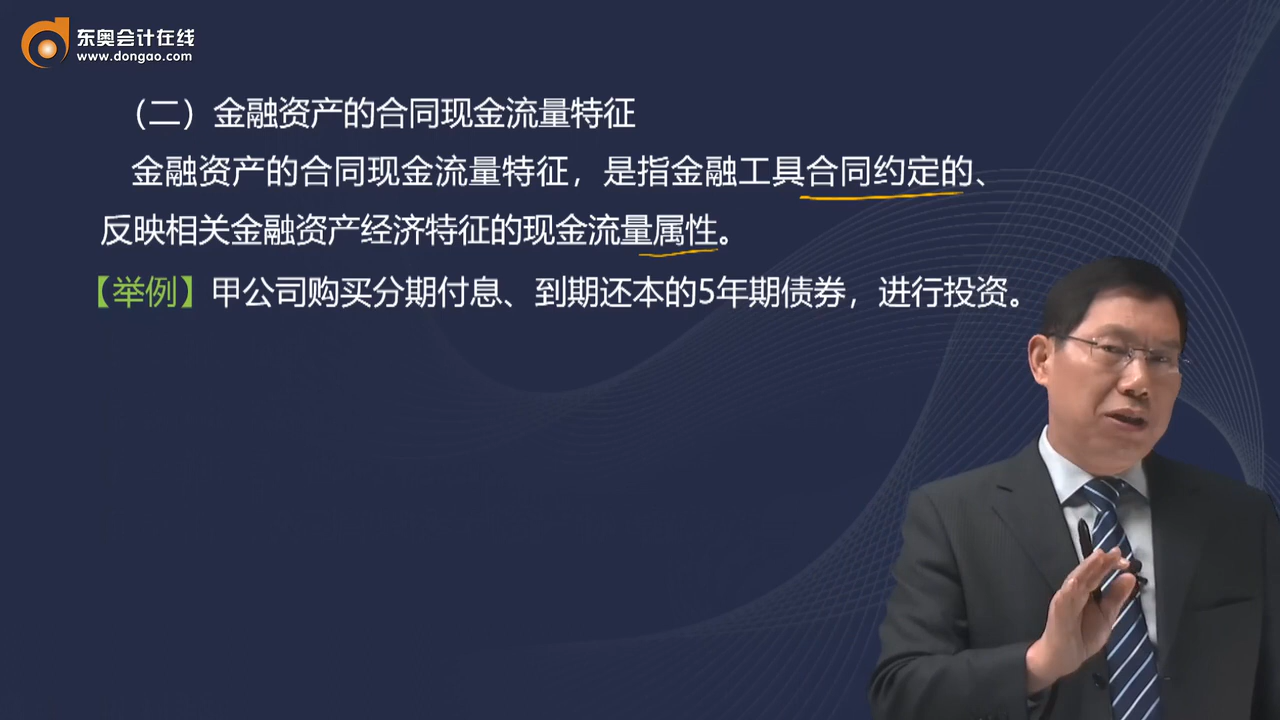 东奥会计在线
www.dongao.com
（二）金融资产的合同现金流量特征
金融资产的合同现金流量特征，是指金融工具合同约定的、
反映相关金融资产经济特征的现金流量属性。
【举例】甲公司购买分期付息、到期还本的5年期债券，进行投资。